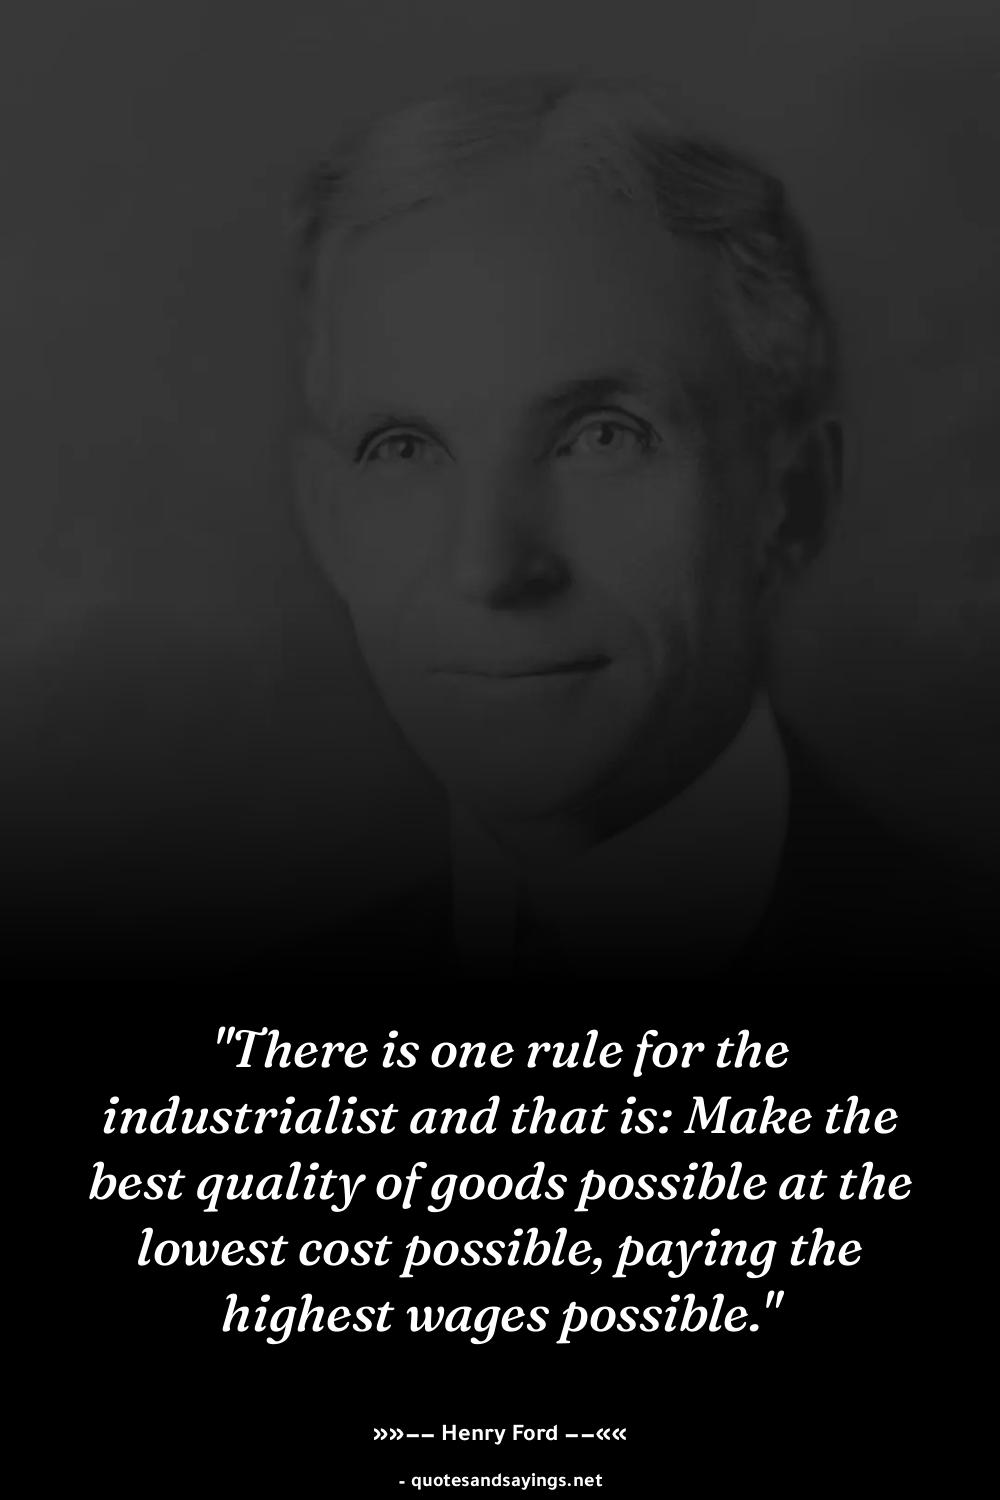 "There is one rule for the
industrialist and that is: Make the
best quality of goods possible at the
lowest cost possible, paying the
highest wages possible."
»»–– Henry Ford ––««
- quotesandsayings.net